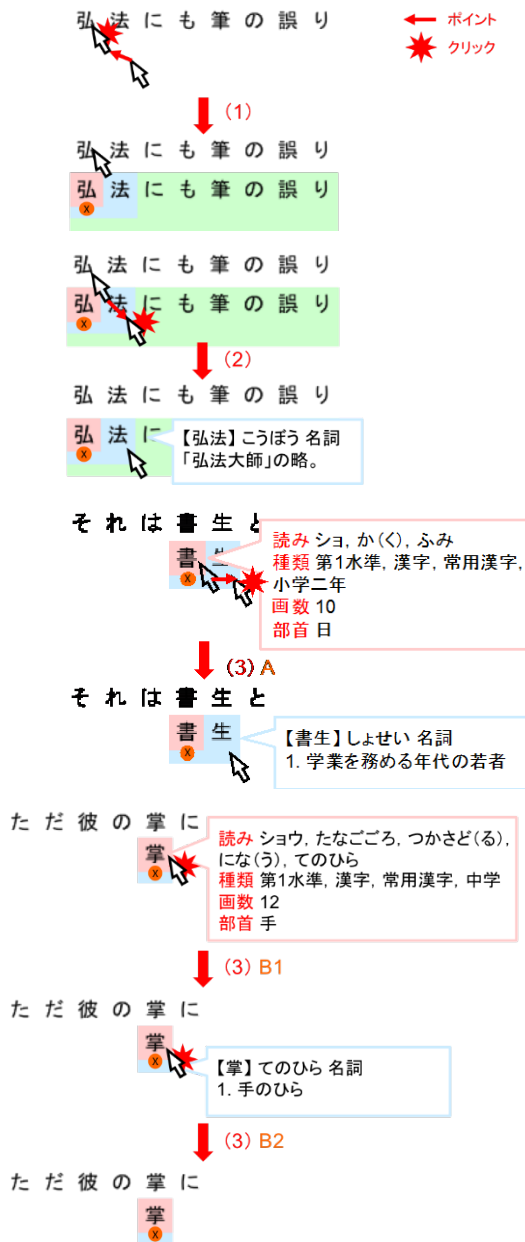 弘法にも筆の誤り
ポイント
クリック
(1)
弘法にも筆の誤り
弘法にも筆の誤り
x
弘法にも筆の誤り
弘法にも筆の誤り
x
(2)
弘法にも筆の誤り
弘法に
x
【弘法】こうぼう 名詞
「弘法大師」の略。
それは書生と
書生
x
読み ショ, か(く), ふみ
種類 第1水準, 漢字, 常用漢字,
小学二年
画数 10
部首 日
(3) A
それは書生と
書生
x
【書生】しょせい 名詞
1. 学業を務める年代の若者
ただ彼の掌に
掌
x
読み ショウ, たなごころ, つかさど(る),
にな(う), てのひら
種類 第1水準, 漢字, 常用漢字, 中学
画数 12
部首 手
(3) B1
ただ彼の掌に
掌
x
【掌】てのひら 名詞
1. 手のひら
(3) B2
ただ彼の掌に
掌
x